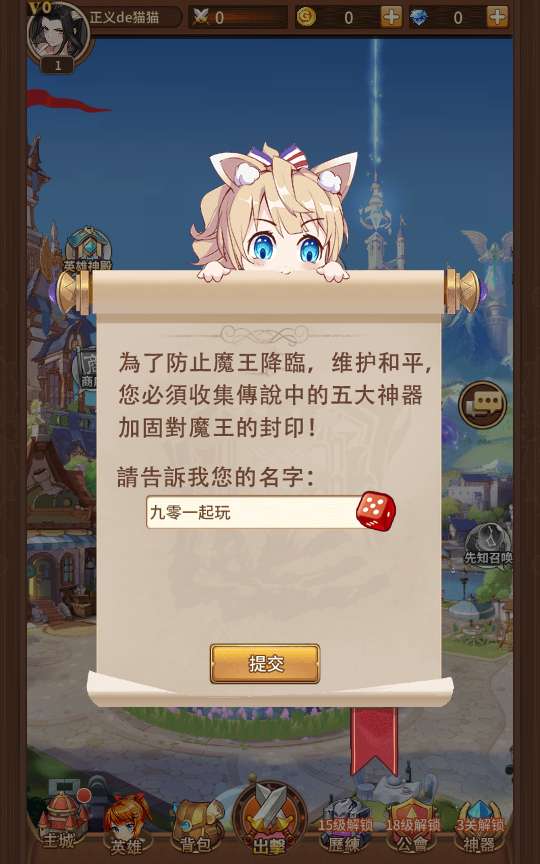 V0
正义de猫猫
0
0
0
1
英雄神殿
為了防止魔王降臨，维护和平，
您必須收集傳說中的五大神器
加固對魔王的封印！
請告訴我您的名字：
九零一起玩
先知召喚
提交
15級解锁
18級解锁
3关解锁
主城
英雄
背包
出擊
歷練
公會
神器